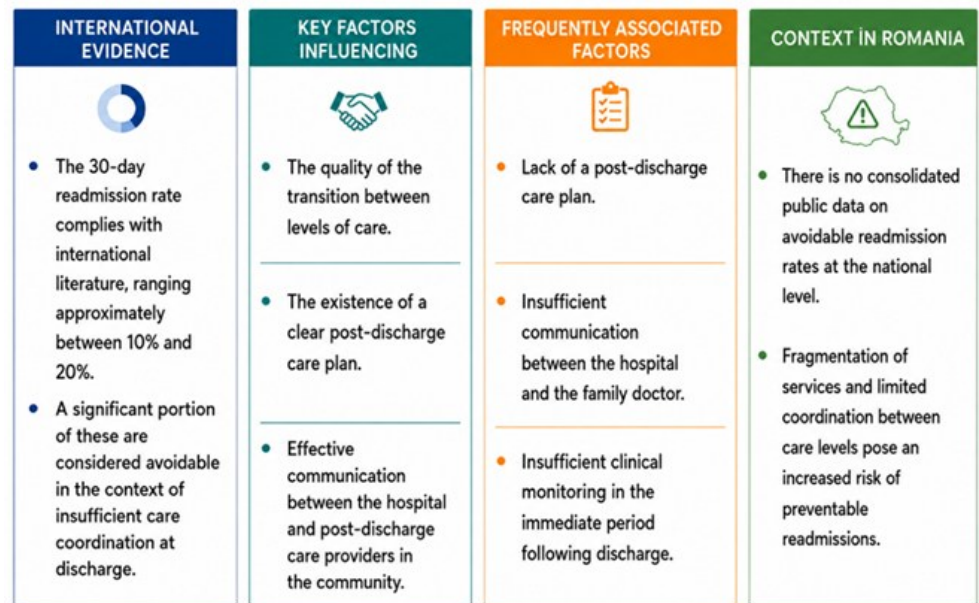 INTERNATIONAL
EVIDENCE
The 30-day
readmission rate
complies with
international
literature, ranging
approximately
between 10% and
20%.
A significant portion
of these are
considered avoidable
in the context of
insufficient care
coordination at
discharge.
KEY FACTORS
INFLUENCING
The quality of the
transition between
levels of care.
The existence of a
clear post-discharge
care plan.
Effective
communication
between the hospital
and post-discharge
care providers in
the community.
FREQUENTLY ASSOCIATED
FACTORS
Lack of a post-discharge
care plan.
Insufficient
communication
between the hospital
and the family doctor.
Insufficient clinical
monitoring in the
immediate period
following discharge.
CONTEXT İN ROMANIA
There is no consolidated
public data on
avoidable readmission
rates at the national
level.
Fragmentation of
services and limited
coordination between
care levels pose an
increased risk of
preventable
readmissions.